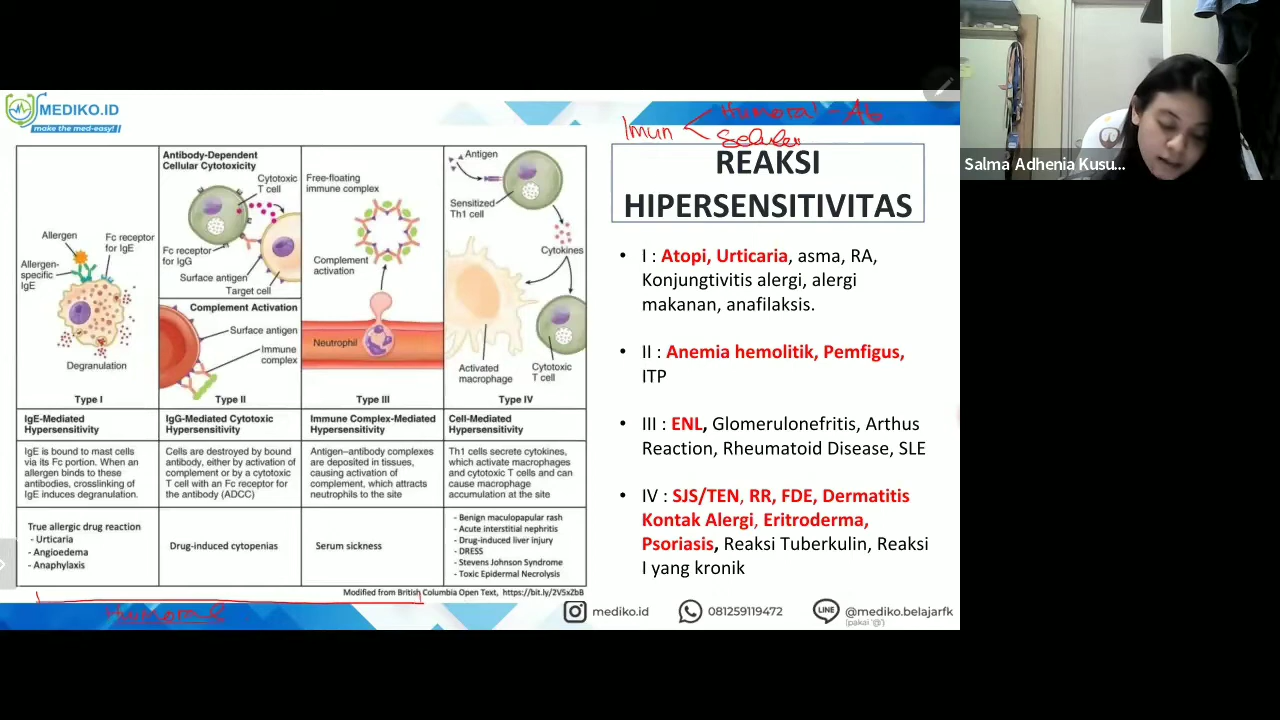 MEDIKO.ID
make the med-easy!
Imun
Humoral - Ab
Seluler
REAKSI
HIPERSENSITIVITAS
Allergen
Fc receptor
for IgE
Allergen-
specific
IgE
Degranulation
Type I
Antibody-Dependent
Cellular Cytotoxicity
Cytotoxic
T cell
Fc receptor
for IgG
Surface antigen
Target cell
Complement Activation
Surface antigen
Immune
complex
Type II
Free-floating
immune complex
Complement
activation
Neutrophil
Type III
Antigen
Sensitized
Th1 cell
Cytokines
Activated
macrophage
Cytotoxic
T cell
Type IV
IgE-Mediated
Hypersensitivity
IgG-Mediated Cytotoxic
Hypersensitivity
Immune Complex-Mediated
Hypersensitivity
Cell-Mediated
Hypersensitivity
IgE is bound to mast cells
via its Fc portion. When an
allergen binds to these
antibodies, crosslinking of
IgE induces degranulation.
Cells are destroyed by bound
antibody, either by activation of
complement or by a cytotoxic
T cell with an Fc receptor for
the antibody (ADCC)
Antigen–antibody complexes
are deposited in tissues,
causing activation of
complement, which attracts
neutrophils to the site
Th1 cells secrete cytokines,
which activate macrophages
and cytotoxic T cells and can
cause macrophage
accumulation at the site
True allergic drug reaction
- Urticaria
- Angioedema
- Anaphylaxis
Drug-induced cytopenias
Serum sickness
- Benign maculopapular rash
- Acute interstitial nephritis
- Drug-induced liver injury
- DRESS
- Stevens Johnson Syndrome
- Toxic Epidermal Necrolysis
Modified from British Columbia Open Text, https://bit.ly/2V5xZbB
Humoral
• I : Atopi, Urticaria, asma, RA,
Konjungtivitis alergi, alergi
makanan, anafilaksis.
• II : Anemia hemolitik, Pemfigus,
ITP
• III : ENL, Glomerulonefritis, Arthus
Reaction, Rheumatoid Disease, SLE
• IV : SJS/TEN, RR, FDE, Dermatitis
Kontak Alergi, Eritroderma,
Psoriasis, Reaksi Tuberkulin, Reaksi
I yang kronik
mediko.id
081259119472
LINE
@mediko.belajarfk
(pakai '@')
Salma Adhenia Kusu...